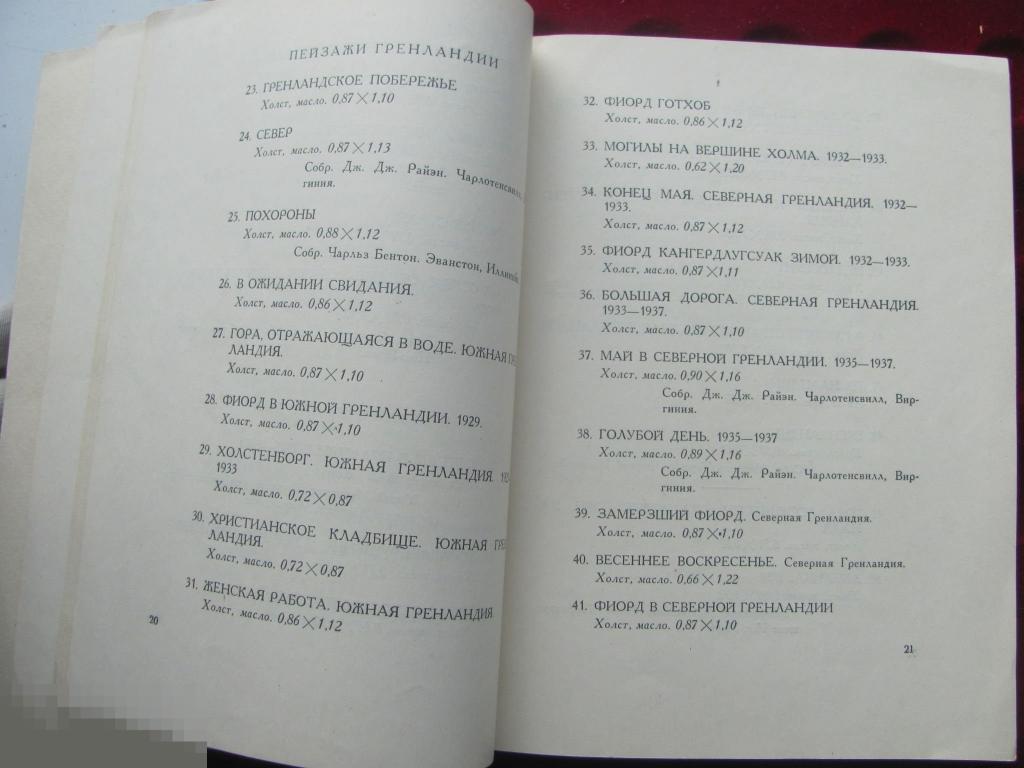 ПЕЙЗАЖИ ГРЕНЛАНДИИ
23. ГРЕНЛАНДСКОЕ ПОБЕРЕЖЬЕ
Холст, масло. 0,87×1,10
24. СЕВЕР
Холст, масло. 0,87×1,13
Собр. Дж. Дж. Райэн. Чарлотенсвилл,
гиния.
25. ПОХОРОНЫ
Холст, масло. 0,88×1,12
Собр. Чарльз Бентон. Эванстон, Иллинойс
26. В ОЖИДАНИИ СВИДАНИЯ.
Холст, масло. 0,86×1,12
27. ГОРА, ОТРАЖАЮЩАЯСЯ В ВОДЕ. ЮЖНАЯ ГРЕН
ЛАНДИЯ.
Холст, масло. 0,87×1,10
28. ФИОРД В ЮЖНОЙ ГРЕНЛАНДИИ. 1929.
Холст, масло. 0,87×1,10
29. ХОЛСТЕНБОРГ. ЮЖНАЯ ГРЕНЛАНДИЯ.
1933
Холст, масло. 0,72×0,87
30. ХРИСТИАНСКОЕ КЛАДБИЩЕ. ЮЖНАЯ ГРЕН
ЛАНДИЯ.
Холст, масло. 0,72×0,87
31. ЖЕНСКАЯ РАБОТА. ЮЖНАЯ ГРЕНЛАНДИЯ
Холст, масло. 0,86×1,12
20
32. ФИОРД ГОТХОБ
Холст, масло. 0,86×1,12
33. МОГИЛЫ НА ВЕРШИНЕ ХОЛМА. 1932—1933.
Холст, масло. 0,62×1,20
34. КОНЕЦ МАЯ. СЕВЕРНАЯ ГРЕНЛАНДИЯ. 1932—
1933.
Холст, масло. 0,87×1,12
35. ФИОРД КАНГЕРДЛУГСУАК ЗИМОЙ. 1932—1933.
Холст, масло. 0,87×1,11
36. БОЛЬШАЯ ДОРОГА. СЕВЕРНАЯ ГРЕНЛАНДИЯ.
1933—1937.
Холст, масло. 0,87×1,10
37. МАЙ В СЕВЕРНОЙ ГРЕНЛАНДИИ. 1935—1937.
Холст, масло. 0,90×1,16
Собр. Дж. Дж. Райэн. Чарлотенсвилл, Вир-
гиния.
38. ГОЛУБОЙ ДЕНЬ. 1935—1937
Холст, масло. 0,89×1,16
Собр. Дж. Дж. Райэн. Чарлотенсвилл, Вир-
гиния.
39. ЗАМЕРЗШИЙ ФИОРД. Северная Гренландия.
Холст, масло. 0,87×1,10
40. ВЕСЕННЕЕ ВОСКРЕСЕНЬЕ. Северная Гренландия.
Холст, масло. 0,66×1,22
41. ФИОРД В СЕВЕРНОЙ ГРЕНЛАНДИИ
Холст, масло. 0,87×1,10
21